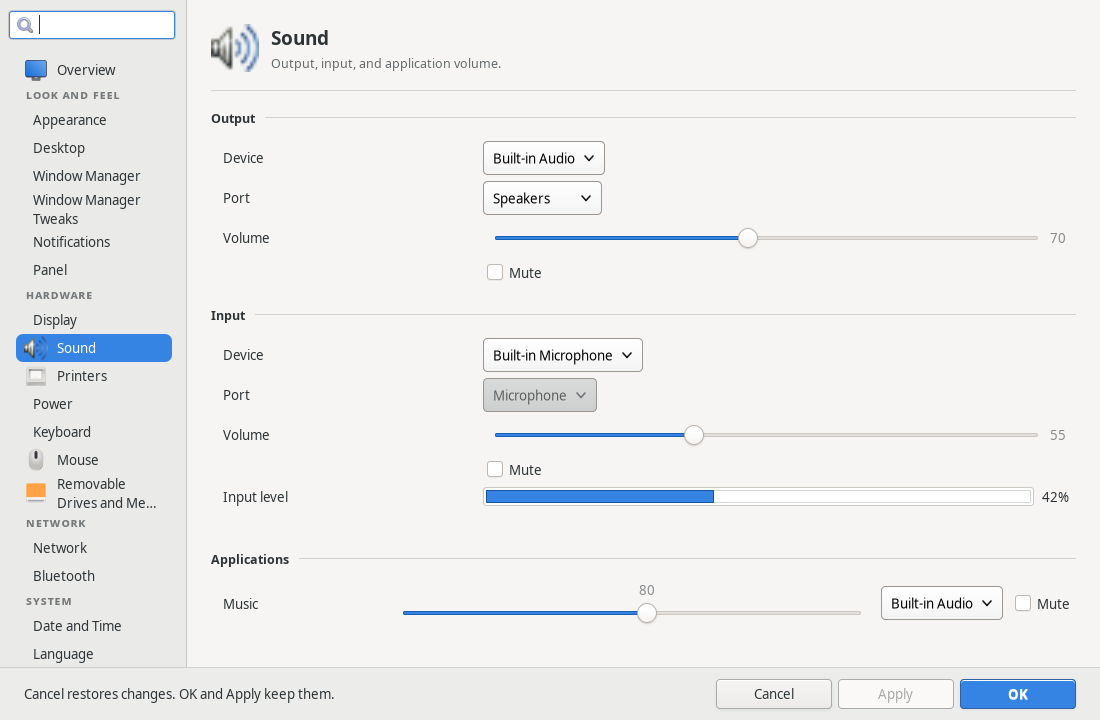 Overview
LOOK AND FEEL
Appearance
Desktop
Window Manager
Window Manager
Tweaks
Notifications
Panel
HARDWARE
Display
Sound
Printers
Power
Keyboard
Mouse
Removable
Drives and Me...
NETWORK
Network
Bluetooth
SYSTEM
Date and Time
Language
Sound
Output, input, and application volume.
Output
Device
Built-in Audio
Port
Speakers
Volume
70
Mute
Input
Device
Built-in Microphone
Port
Microphone
Volume
55
Mute
Input level
42%
Applications
Music
80
Built-in Audio
Mute
Cancel restores changes. OK and Apply keep them.
Cancel
Apply
OK